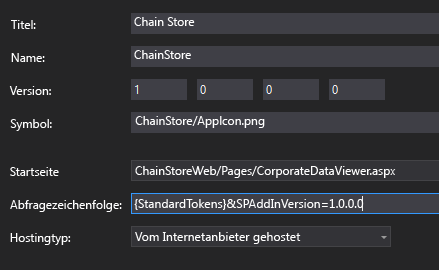 Titel: Chain Store
Name: ChainStore
Version: 1 0 0 0
Symbol: ChainStore/AppIcon.png
Startseite ChainStoreWeb/Pages/CorporateDataViewer.aspx
Abfragezeichenfolge: {StandardTokens}&SPAddInVersion=1.0.0.0
Hostingtyp: Vom Internetanbieter gehostet